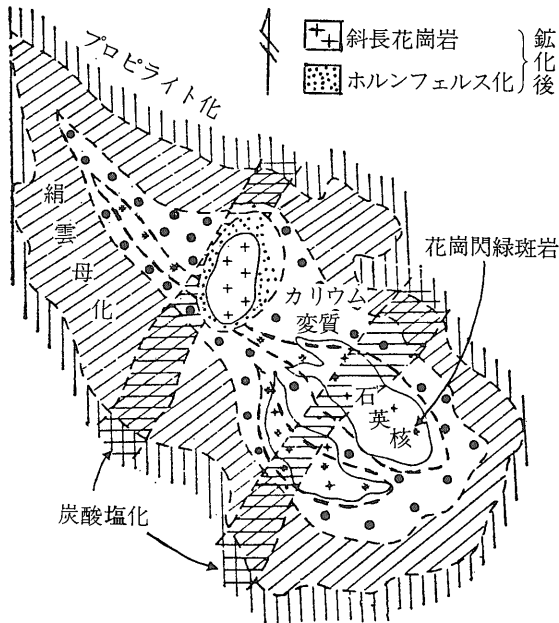 斜長花崗岩
ホルンフェルス化
鉱化後
プロピライト化
絹雲母化
花崗閃緑斑岩
カリウム
変質
石英核
炭酸塩化